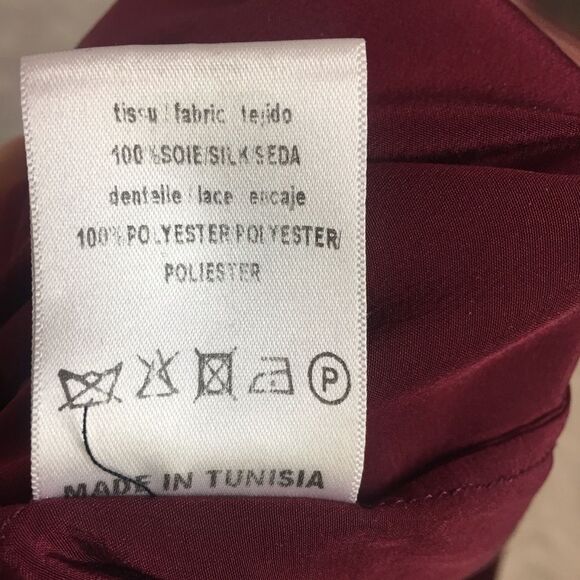 tissu / fabric tejido
100%SOIE/SILK/SEDA
dentelle / lace encaje
100%POLYESTER/POLYESTER/
POLIESTER
P
MADE IN TUNISIA